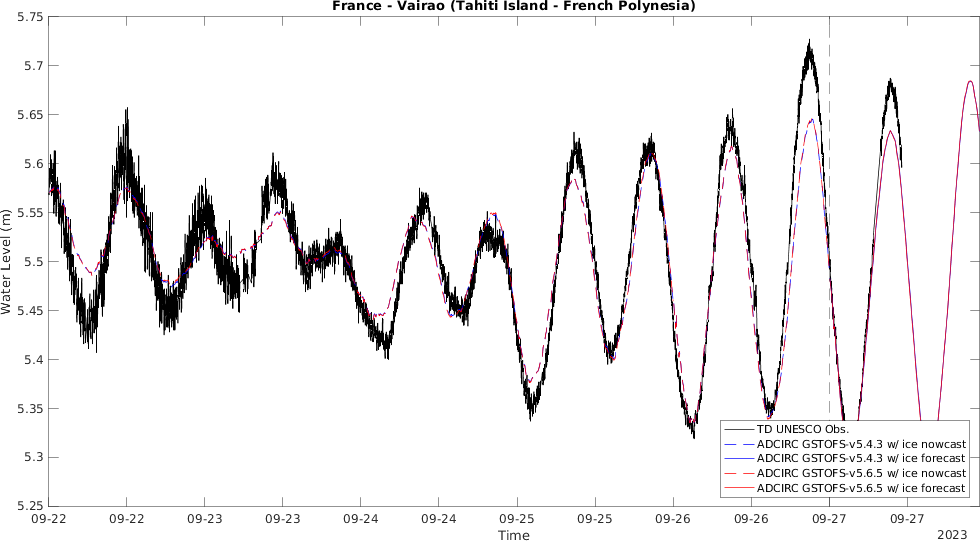 France - Vairao (Tahiti Island - French Polynesia)
5.75
5.7
5.65
5.6
5.55
5.5
5.45
5.4
5.35
5.3
5.25
Water Level (m)
TD UNESCO Obs.
ADCIRC GSTOFS-v5.4.3 w/ ice nowcast
ADCIRC GSTOFS-v5.4.3 w/ ice forecast
ADCIRC GSTOFS-v5.6.5 w/ ice nowcast
ADCIRC GSTOFS-v5.6.5 w/ ice forecast
09-22 09-22 09-23 09-23 09-24 09-24 09-25 09-25 09-26 09-26 09-27 09-27
Time
2023